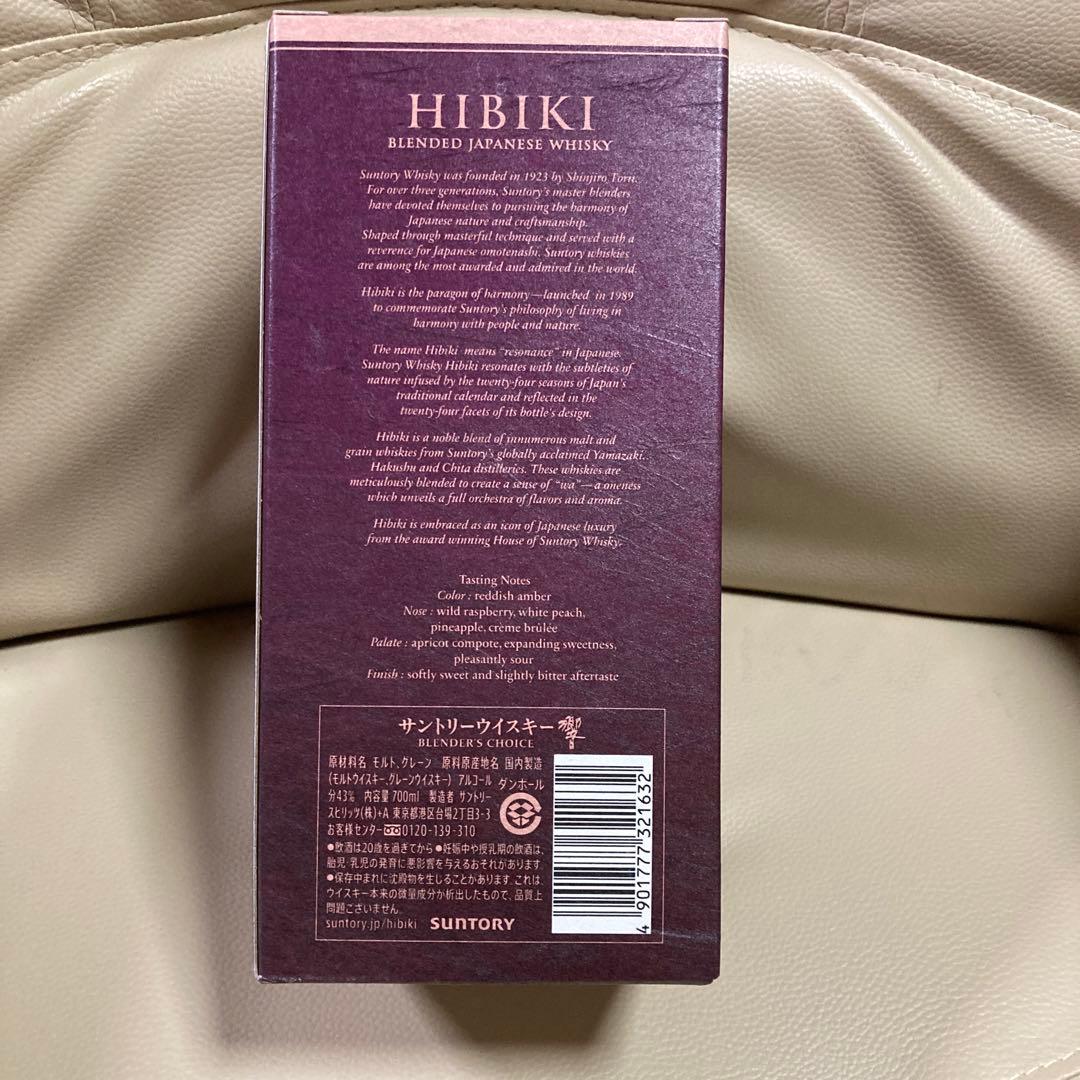 HIBIKI
BLENDED JAPANESE WHISKY
Suntory Whisky was founded in 1923 by Shinjiro Torii.
For over three generations, Suntory's master blenders
have devoted themselves to pursuing the harmony of
Japanese nature and craftsmanship.
Shaped through masterful technique and served with a
reverence for Japanese omotenashi. Suntory whiskies
are among the most awarded and admired in the world.
Hibiki is the paragon of harmony—launched in 1989
to commemorate Suntory's philosophy of living in
harmony with people and nature.
The name Hibiki means "resonance" in Japanese.
Suntory Whisky Hibiki resonates with the subtleties of
nature infused by the twenty-four seasons of Japan's
traditional calendar and reflected in the
twenty-four facets of its bottle's design.
Hibiki is a noble blend of innumerous malt and
grain whiskies from Suntory's globally acclaimed Yamazaki,
Hakushu and Chita distilleries. These whiskies are
meticulously blended to create a sense of "wa"—a oneness
which unveils a full orchestra of flavors and aroma.
Hibiki is embraced as an icon of Japanese luxury
from the award winning House of Suntory Whisky.
Tasting Notes
Color : reddish amber
Nose : wild raspberry, white peach,
pineapple, crème brûlée
Palate : apricot compote, expanding sweetness,
pleasantly sour
Finish : softly sweet and slightly bitter aftertaste
サントリーウイスキー 響
BLENDER'S CHOICE
原材料名 モルト、グレーン 原料原産地名 国内製造
(モルトウイスキー、グレーンウイスキー) アルコール
分43% 内容量700ml 製造者 サントリー
スピリッツ(株)+A 東京都港区台場2丁目3-3
お客様センター 0120-139-310
ダンボール
●飲酒は20歳を過ぎてから ●妊娠中や授乳期の飲酒は、
胎児・乳児の発育に悪影響を与えるおそれがあります。
●保存中まれに沈殿物を生じることがあります。これは、
ウイスキー本来の微量成分が析出したもので、品質上
問題ございません。
suntory.jp/hibiki SUNTORY
4 901777 321632